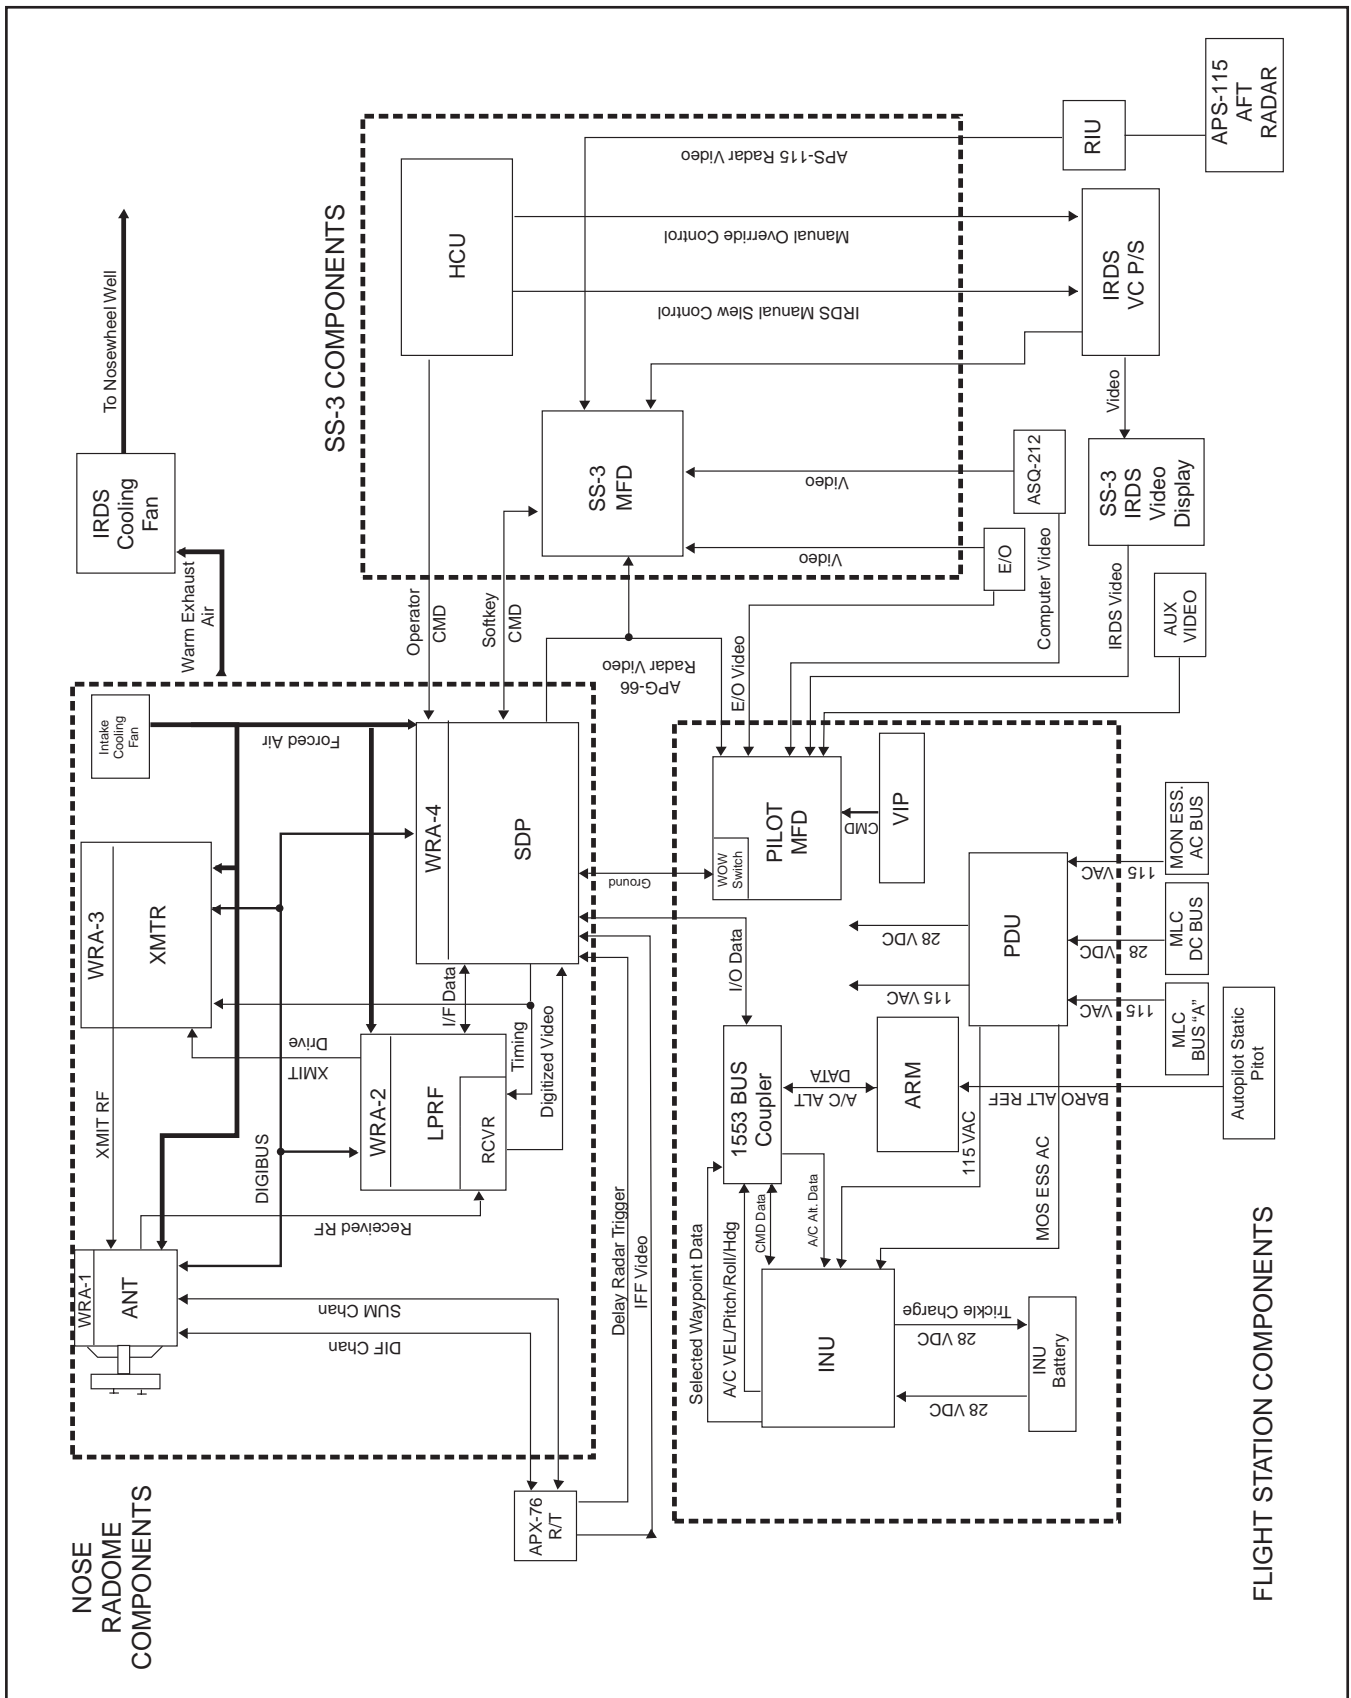 NOSE
RADOME
COMPONENTS
WRA-1
ANT
XMIT RF
DIGIBUS
Received RF
SUM Chan
DIF Chan
WRA-3
XMTR
XMIT
Drive
WRA-2
LPRF
RCVR
I/F Data
Timing
Digitized Video
Intake
Cooling
Fan
Forced Air
WRA-4
SDP
APX-76
R/T
Delay Radar Trigger
IFF Video
Warm Exhaust
Air
IRDS
Cooling
Fan
To Nosewheel Well
SS-3 COMPONENTS
Operator
CMD
Softkey
CMD
APG-66
Radar Video
HCU
SS-3
MFD
APS-115 Radar Video
Manual Override Control
IRDS Manual Slew Control
Video
Video
RIU
APS-115
AFT
RADAR
IRDS
VC P/S
Video
SS-3
IRDS
Video
Display
ASQ-212
E/O
E/O Video
Computer Video
IRDS Video
AUX
VIDEO
FLIGHT STATION COMPONENTS
Ground
I/O Data
WOW
Switch
PILOT
MFD
CMD
VIP
1553 BUS
Coupler
A/C ALT
DATA
ARM
BARO ALT REF
PDU
28 VDC
115 VAC
115
VAC
MON ESS.
AC BUS
28
VDC
MLC
DC BUS
115
VAC
MLC
BUS "A"
Autopilot Static
Pitot
115 VAC
MOS ESS AC
Selected Waypoint Data
A/C VEL/Pitch/Roll/Hdg
CMD Data
A/C Alt. Data
INU
Trickle Charge
28 VDC
28 VDC
INU
Battery